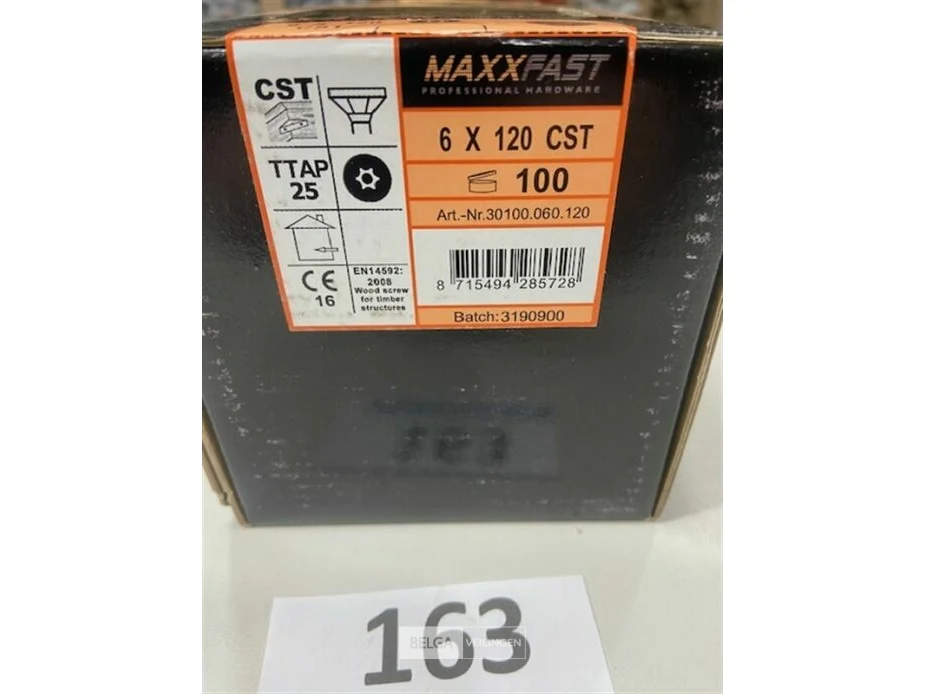 CST
TTAP
25
CE
16
EN14592:
2008
Wood screw
for timber
structures
MAXXFAST
PROFESSIONAL HARDWARE
6 X 120 CST
100
Art.-Nr.30100.060.120
8 715494 285728
Batch:3190900
163
BELGA VEILINGEN